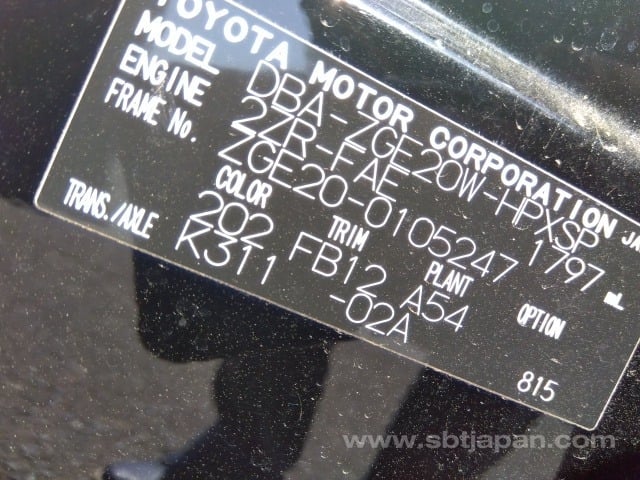 TOYOTA MOTOR CORPORATION JA
MODEL DBA-ZGE20W-HPXSP
ENGINE 2ZR-FAE 1797 mL
FRAME No. ZGE20-0105247
COLOR TRIM PLANT OPTION
202 FB12 A54
TRANS./AXLE K311 -02A
815
www.sbtjapan.com/